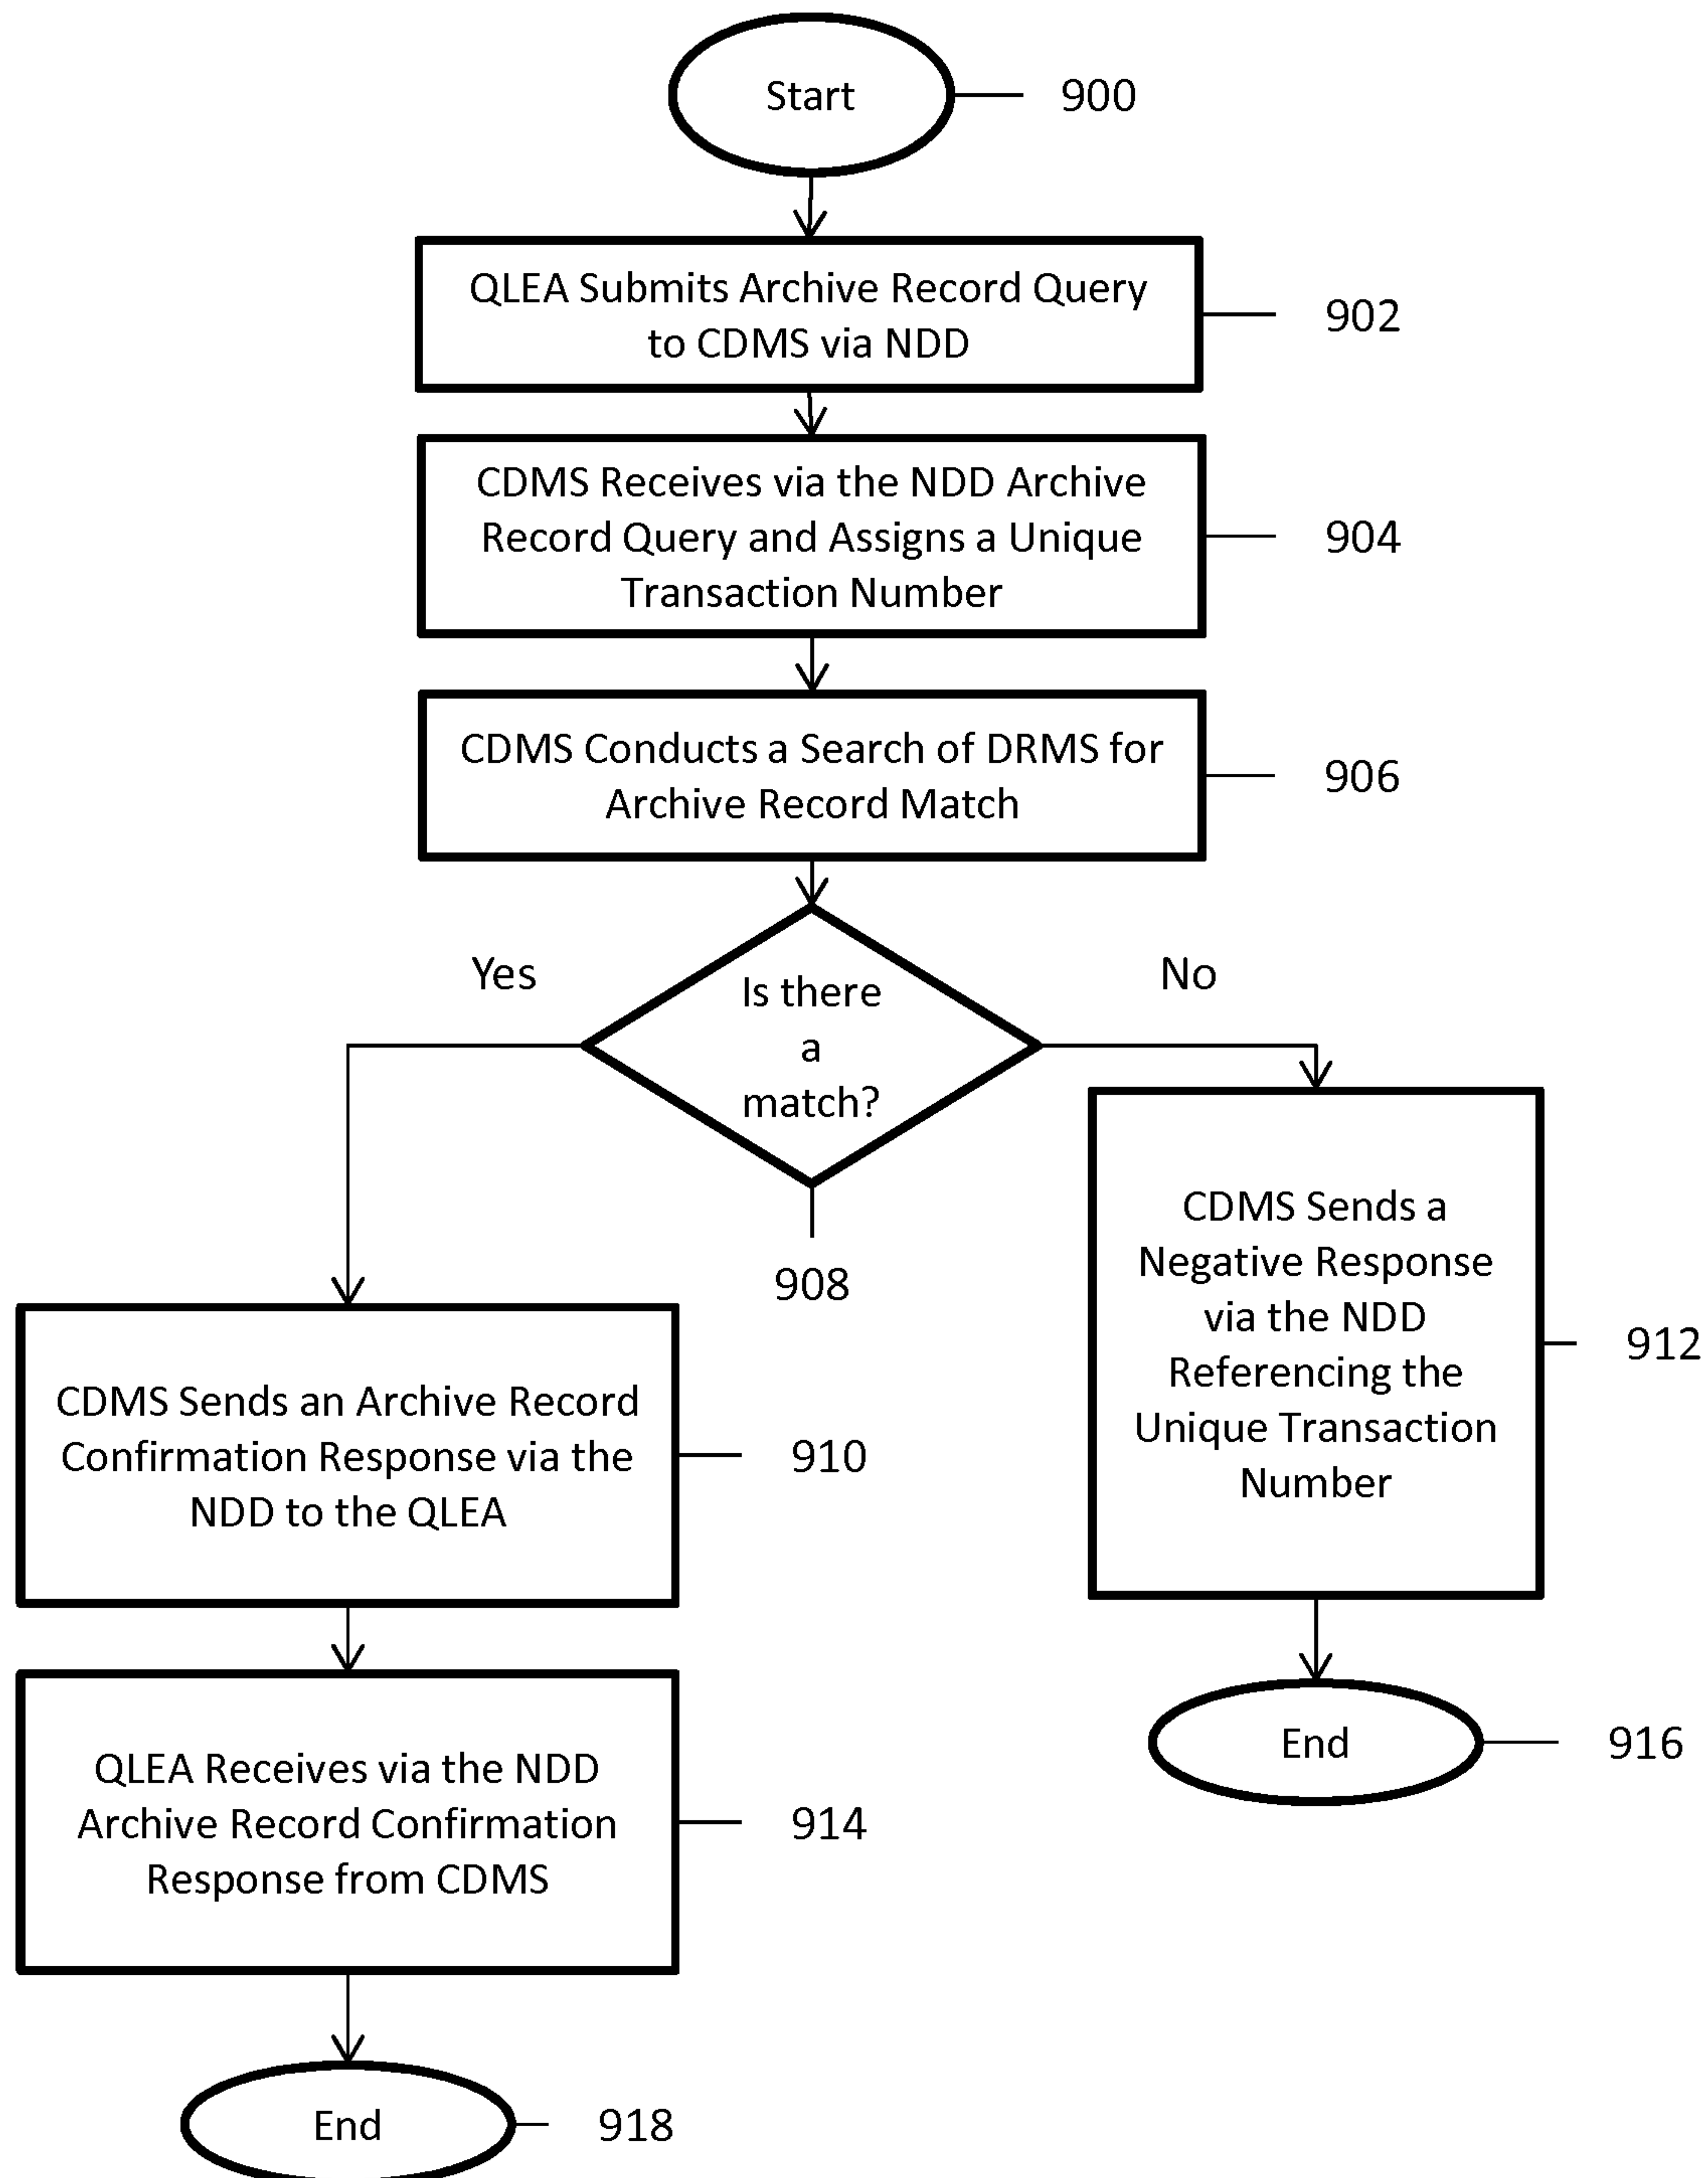 Start
900
QLEA Submits Archive Record Query
to CDMS via NDD
902
CDMS Receives via the NDD Archive
Record Query and Assigns a Unique
Transaction Number
904
CDMS Conducts a Search of DRMS for
Archive Record Match
906
Yes
No
Is there
a
match?
908
CDMS Sends a
Negative Response
via the NDD
Referencing the
Unique Transaction
Number
912
CDMS Sends an Archive Record
Confirmation Response via the
NDD to the QLEA
910
End
916
QLEA Receives via the NDD
Archive Record Confirmation
Response from CDMS
914
End
918